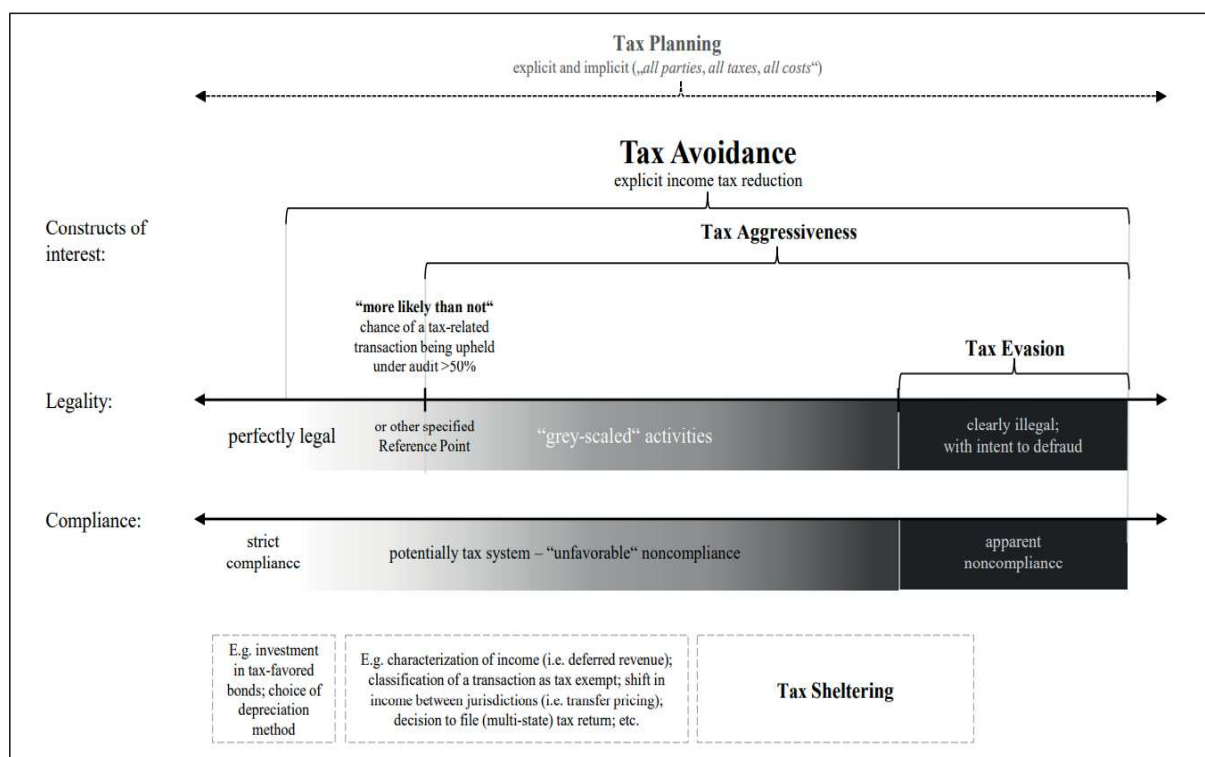 Tax Planning
explicit and implicit („all parties, all taxes, all costs“)
Tax Avoidance
explicit income tax reduction
Constructs of
interest:
Tax Aggressiveness
“more likely than not“
chance of a tax-related
transaction being upheld
under audit >50%
Tax Evasion
Legality:
perfectly legal
or other specified
Reference Point
“grey-scaled“ activities
clearly illegal;
with intent to defraud
Compliance:
strict
compliance
potentially tax system – “unfavorable“ noncompliance
apparent
noncompliance
E.g. investment
in tax-favored
bonds; choice of
depreciation
method
E.g. characterization of income (i.e. deferred revenue);
classification of a transaction as tax exempt; shift in
income between jurisdictions (i.e. transfer pricing);
decision to file (multi-state) tax return; etc.
Tax Sheltering